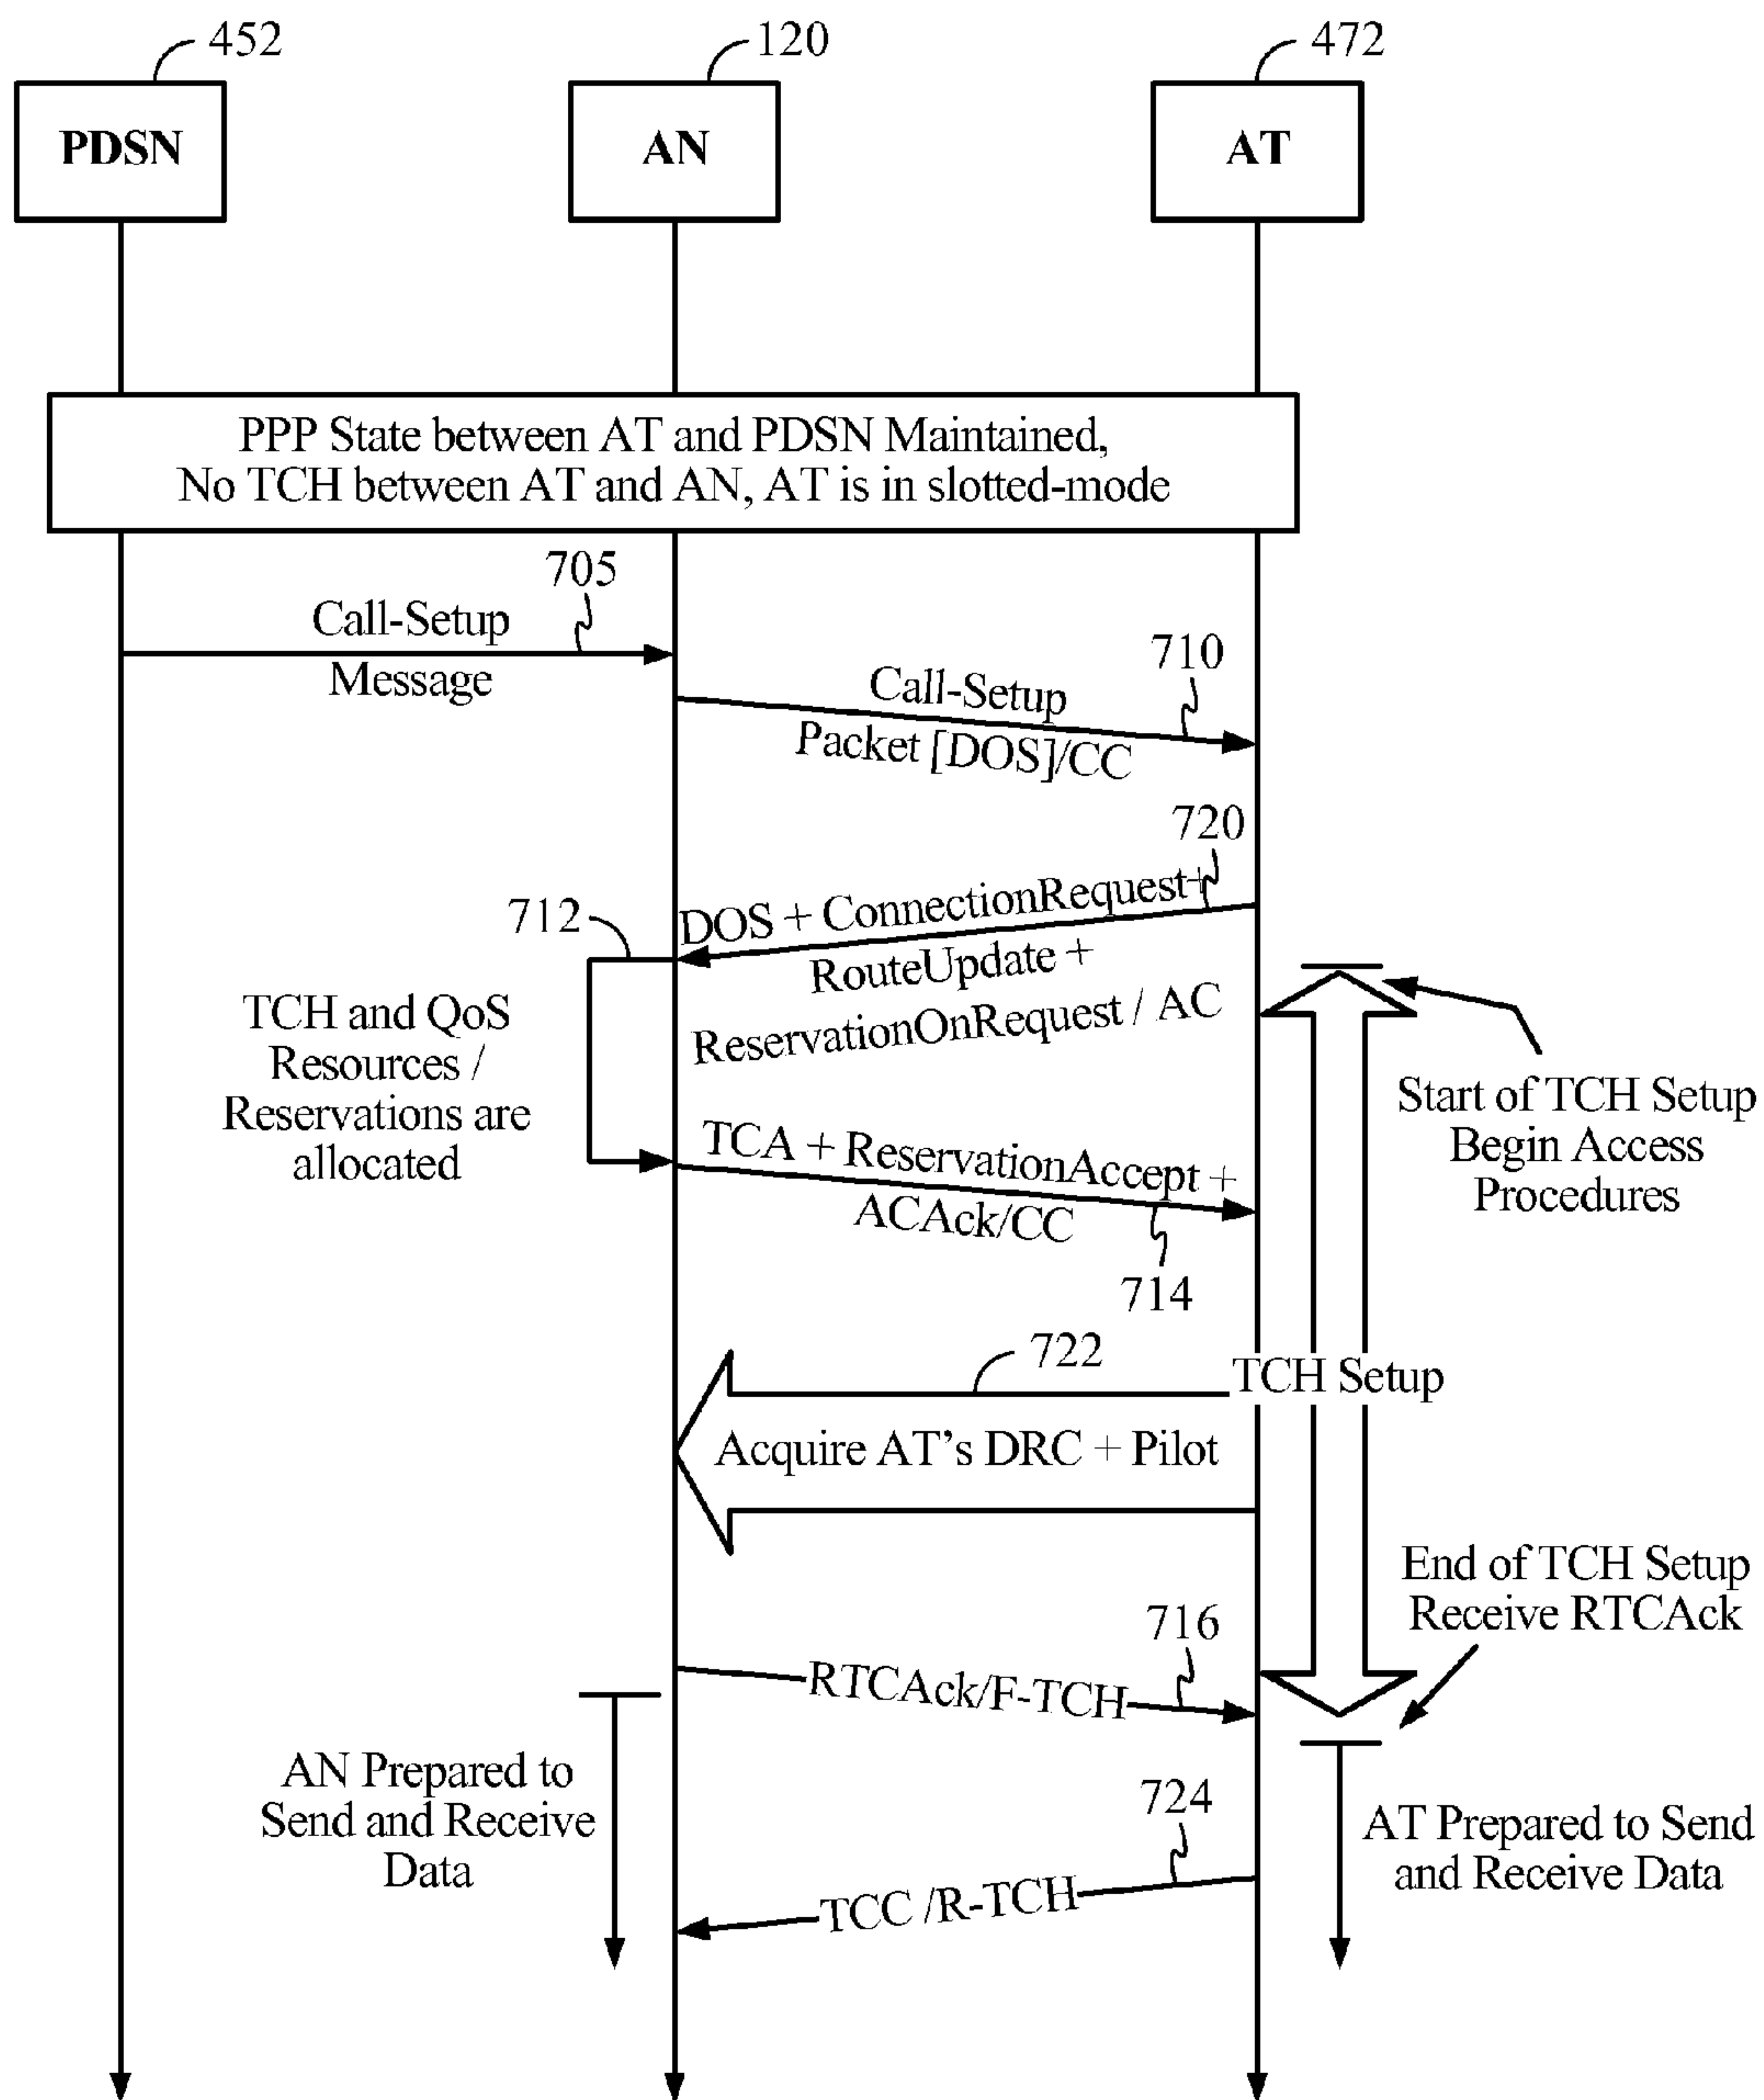 452
120
472
PDSN
AN
AT
PPP State between AT and PDSN Maintained,
No TCH between AT and AN, AT is in slotted-mode
705
Call-Setup
Message
710
Call-Setup
Packet [DOS]/CC
720
DOS + ConnectionRequest+
RouteUpdate +
ReservationOnRequest / AC
712
TCH and QoS
Resources /
Reservations are
allocated
Start of TCH Setup
Begin Access
Procedures
TCA + ReservationAccept +
ACAck/CC
714
722
TCH Setup
Acquire AT's DRC + Pilot
End of TCH Setup
Receive RTCAck
716
RTCAck/F-TCH
AN Prepared to
Send and Receive
Data
724
AT Prepared to Send
and Receive Data
TCC /R-TCH